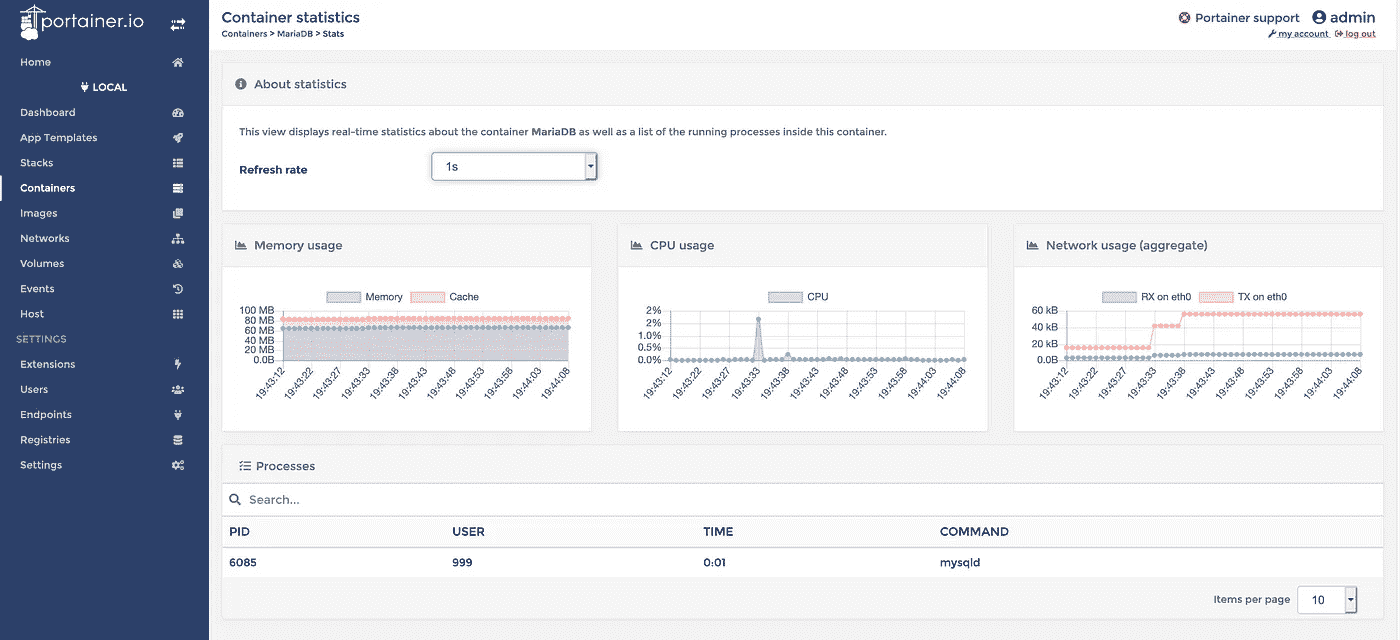 portainer.io
Home
LOCAL
Dashboard
App Templates
Stacks
Containers
Images
Networks
Volumes
Events
Host
SETTINGS
Extensions
Users
Endpoints
Registries
Settings
Container statistics
Containers > MariaDB > Stats
Portainer support admin
my account log out
About statistics
This view displays real-time statistics about the container MariaDB as well as a list of the running processes inside this container.
Refresh rate 1s
Memory usage
Memory Cache
100 MB
80 MB
60 MB
40 MB
20 MB
0.0B
19:43:12 19:43:22 19:43:27 19:43:33 19:43:38 19:43:43 19:43:48 19:43:53 19:43:58 19:44:03 19:44:08
CPU usage
CPU
2%
2%
1.0%
0.5%
0.0%
19:43:12 19:43:22 19:43:27 19:43:33 19:43:38 19:43:43 19:43:48 19:43:53 19:43:58 19:44:03 19:44:08
Network usage (aggregate)
RX on eth0 TX on eth0
60 kB
40 kB
20 kB
0.0B
19:43:12 19:43:22 19:43:27 19:43:33 19:43:38 19:43:43 19:43:48 19:43:53 19:43:58 19:44:03 19:44:08
Processes
Search...
PID USER TIME COMMAND
6085 999 0:01 mysqld
Items per page 10